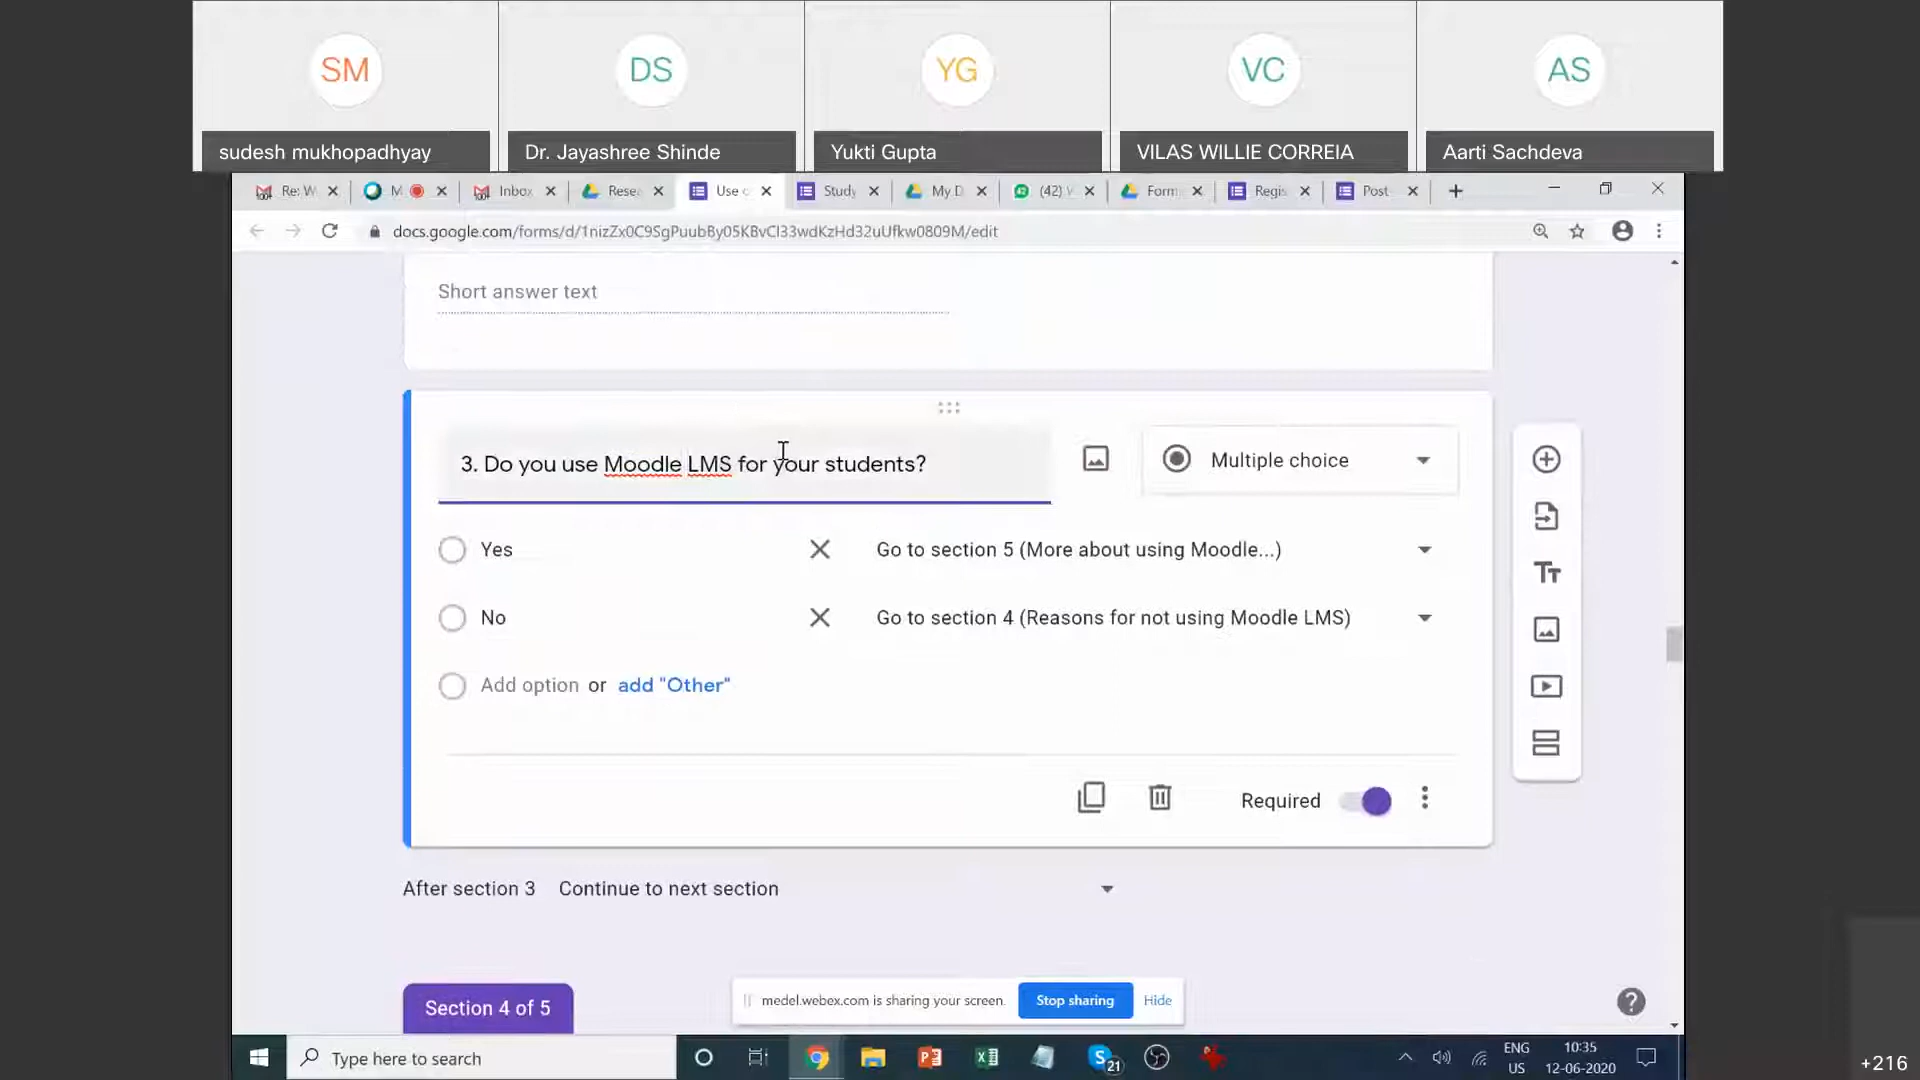 SM
DS
YG
VC
AS
sudesh mukhopadhyay
Dr. Jayashree Shinde
Yukti Gupta
VILAS WILLIE CORREIA
Aarti Sachdeva
Re: W
M
Inbox
Rese
Use o
Study
My D
(42)
Form
Regis
Post
docs.google.com/forms/d/1nizZx0C9SgPuubBy05KBvCl33wdKzHd32uUfkw0809M/edit
Short answer text
3. Do you use Moodle LMS for your students?
Multiple choice
Yes
Go to section 5 (More about using Moodle...)
No
Go to section 4 (Reasons for not using Moodle LMS)
Add option or add "Other"
Required
After section 3 Continue to next section
Section 4 of 5
medel.webex.com is sharing your screen.
Stop sharing
Hide
Type here to search
21
ENG
US
10:35
12-06-2020
+216